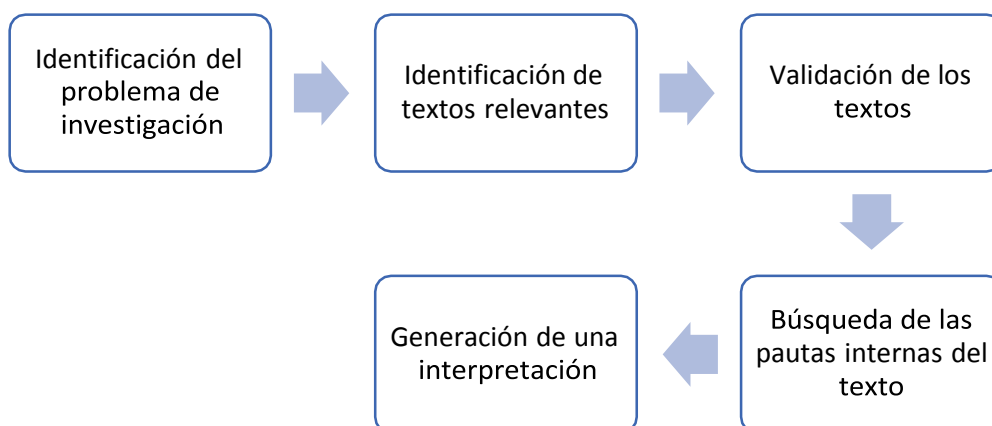 Identificación del
problema de
investigación
Identificación de
textos relevantes
Validación de los
textos
Búsqueda de las
pautas internas del
texto
Generación de una
interpretación